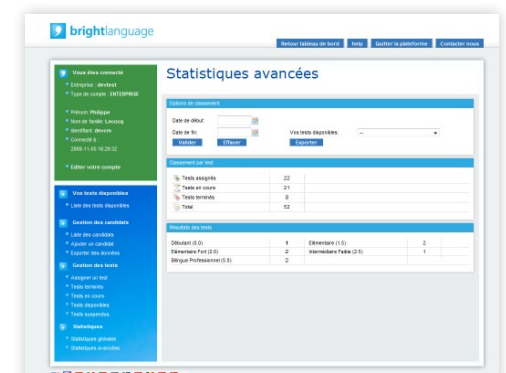 brightlanguage
Retour tableau de bord help Quitter la plateforme Contacter nous
Vous êtes connecté
Entreprise : devtest
Type de compte : ENTERPRISE
Prénom: Philippe
Nom de famille: Lecocq
Identifiant: devcris
Connecté à :
2008-11-05 16:29:32
Editer votre compte
Vos tests disponibles
Liste des tests disponibles
Gestion des candidats
Liste des candidats
Ajouter un candidat
Exporter des données
Gestion des tests
Assigner un test
Tests terminés
Tests en cours
Tests disponibles
Tests suspendus
Statistiques
Statistiques globales
Statistiques avancées
Statistiques avancées
Options de classement
Date de début:
Date de fin: Vos tests disponibles: --
Valider Effacer Exporter
Classement par test
Tests assignés 22
Tests en cours 21
Tests terminés 8
Total 52
Résultats des tests
Débutant (0.0) 1 Elémentaire (1.5) 2
Elémentaire Fort (2.0) 2 Intermédiaire Faible (2.5) 1
Bilingue Professionnel (5.0) 2